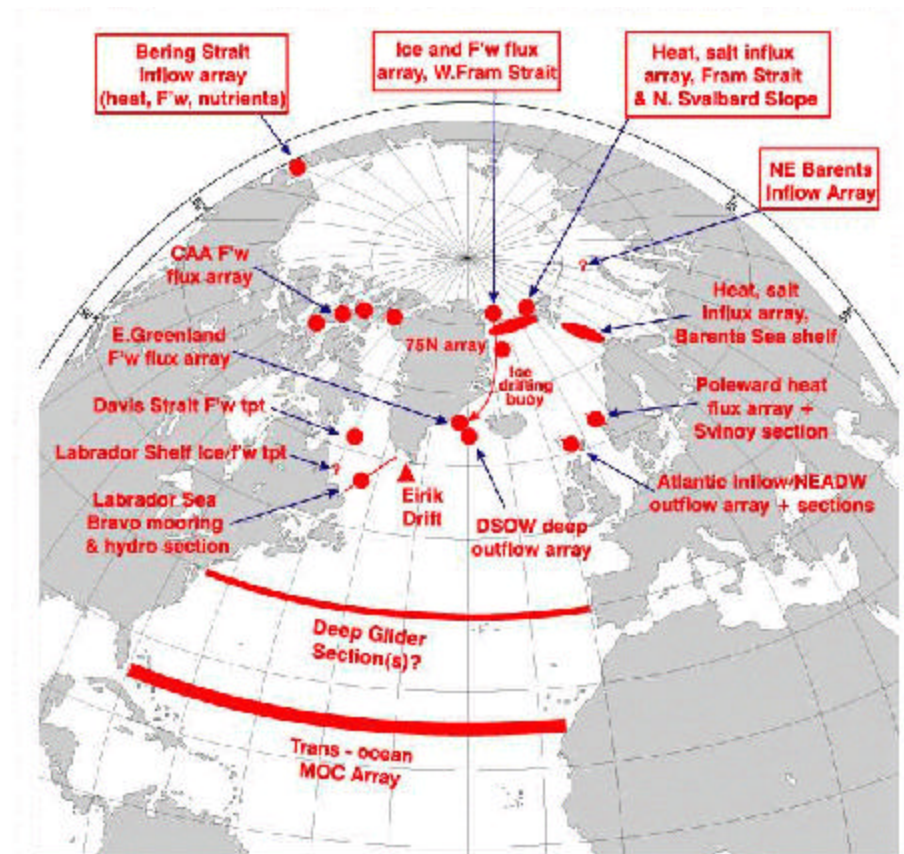 Bering Strait
Inflow array
(heat, F'w, nutrients)
Ice and F'w flux
array, W.Fram Strait
Heat, salt influx
array, Fram Strait
& N. Svalbard Slope
NE Barents
Inflow Array
?
CAA F'w
flux array
Heat, salt
Influx array,
Barents Sea shelf
E.Greenland
F'w flux array
75N array
Ice
drilling
buoy
Poleward heat
flux array +
Svinoy section
Davis Strait F'w tpt
Labrador Shelf Ice/f'w tpt
?
Labrador Sea
Bravo mooring
& hydro section
Eirik
Drift
DSOW deep
outflow array
Atlantic Inflow/NEADW
outflow array + sections
Deep Glider
Section(s)?
Trans - ocean
MOC Array